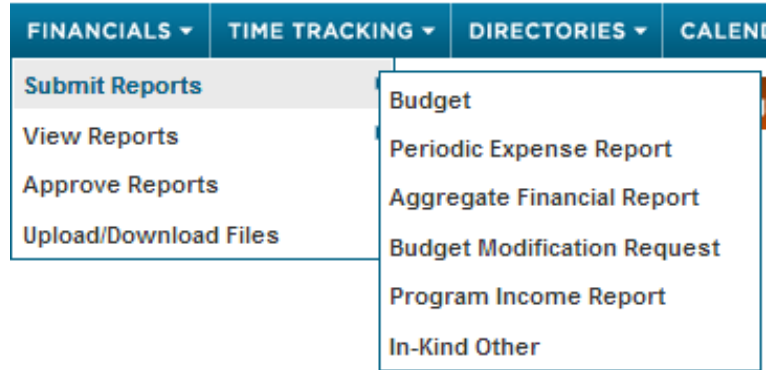 FINANCIALS TIME TRACKING DIRECTORIES
Submit Reports
View Reports
Approve Reports
Upload/Download Files
Budget
Periodic Expense Report
Aggregate Financial Report
Budget Modification Request
Program Income Report
In-Kind Other